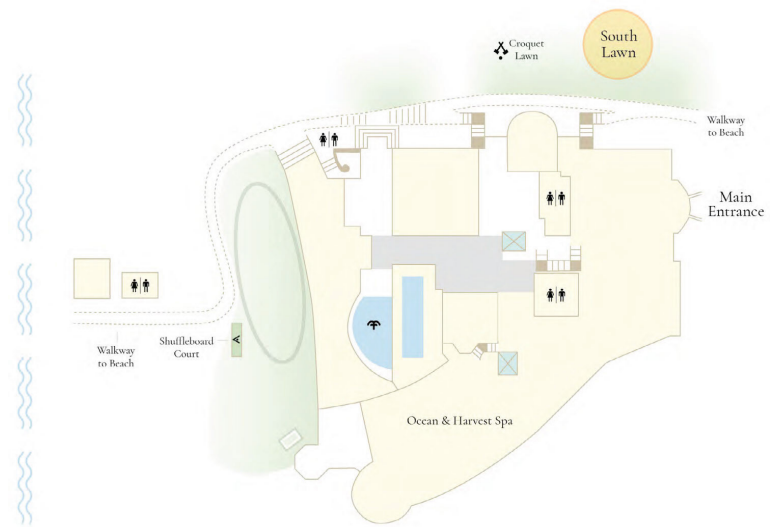 South
Lawn
Croquet
Lawn
Walkway
to Beach
Main
Entrance
Shuffleboard
Court
Walkway
to Beach
Ocean & Harvest Spa